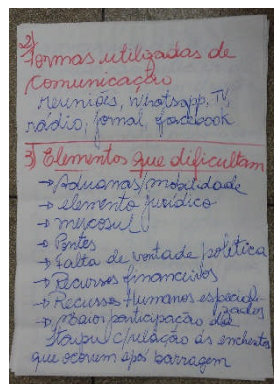 2)
Formas utilizadas de
comunicação
reuniões, whatsapp, TV,
rádio, jornal, facebook
3) Elementos que dificultam
→ Aduanas/mobilidade
→ elemento jurídico
→ mercosul
→ Pontes
→ Falta de vontade política
→ Recursos financeiros
→ Recursos Humanos especiali-
zados
→ Maior participação da
Itaipu c/relação às enchentes
que ocorrem após barragem